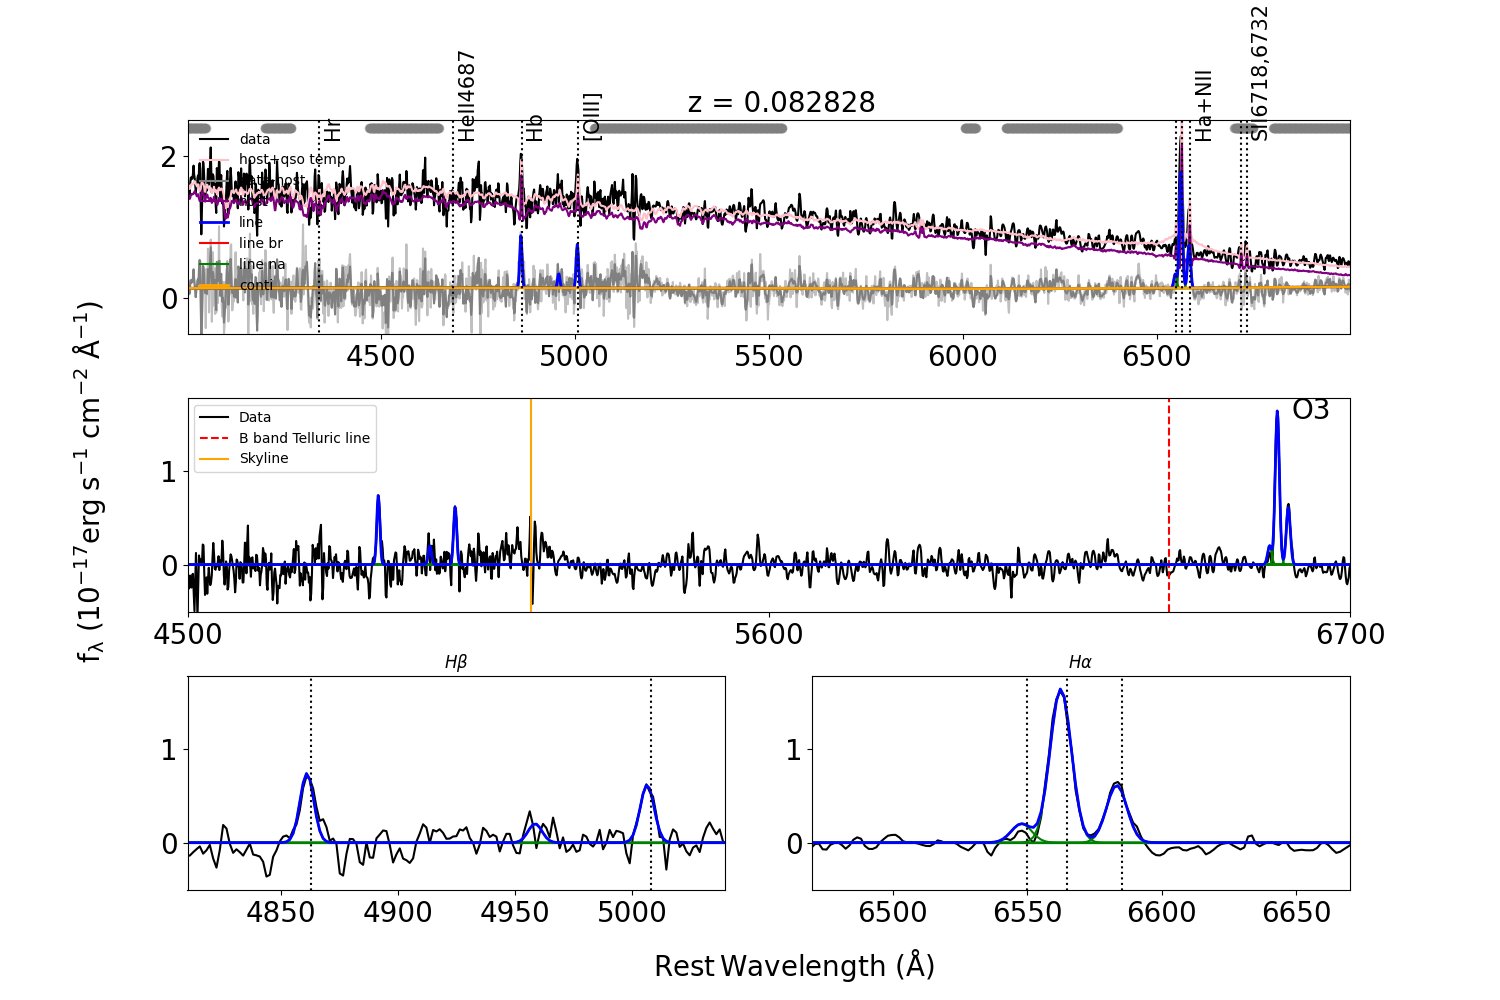 z = 0.082828
Hr
HeII4687
Hb
[OIII]
Ha+NII
SII6718,6732
data
host+qso temp
data-host
host
line
line br
line na
conti
2
0
4500
5000
5500
6000
6500
Data
B band Telluric line
Skyline
O3
1
0
4500
5600
6700
fλ (10⁻¹⁷erg s⁻¹ cm⁻² Å⁻¹)
Hβ
1
0
4850
4900
4950
5000
Hα
1
0
6500
6550
6600
6650
Rest Wavelength (Å)